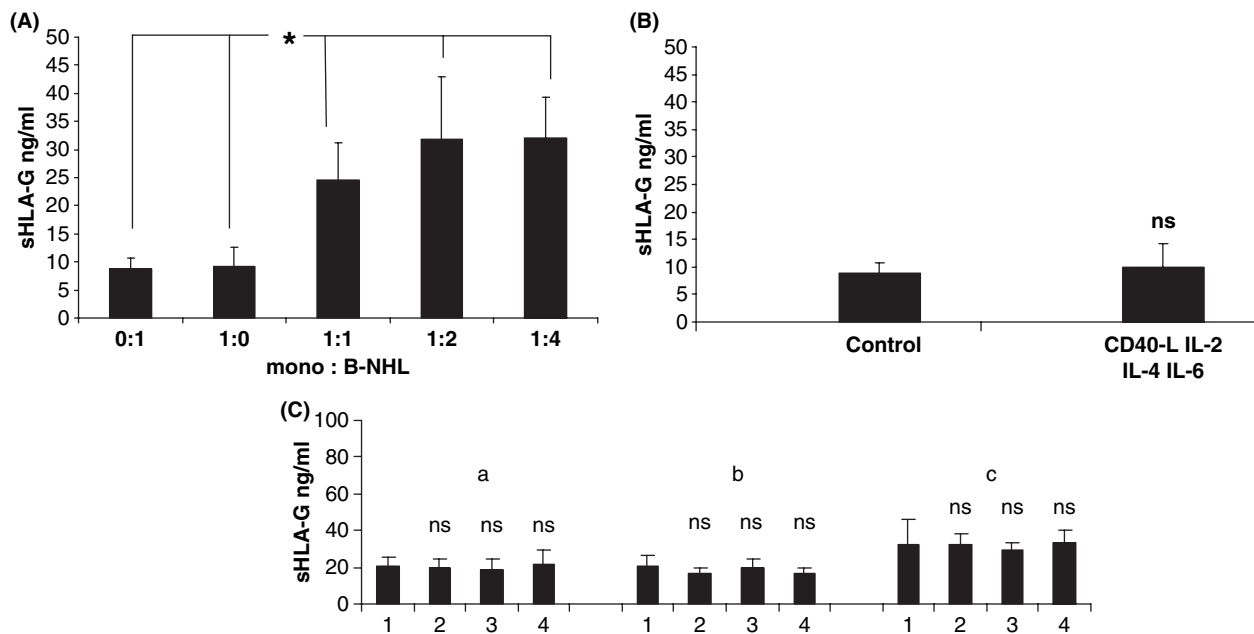 (A)
50
45
40
35
30
25
20
15
10
5
0
sHLA-G ng/ml
*
0:1 1:0 1:1 1:2 1:4
mono : B-NHL
(B)
50
45
40
35
30
25
20
15
10
5
0
sHLA-G ng/ml
ns
Control CD40-L IL-2
IL-4 IL-6
(C)
100
80
60
40
20
0
sHLA-G ng/ml
a b c
ns ns ns ns ns ns ns ns ns
1 2 3 4 1 2 3 4 1 2 3 4